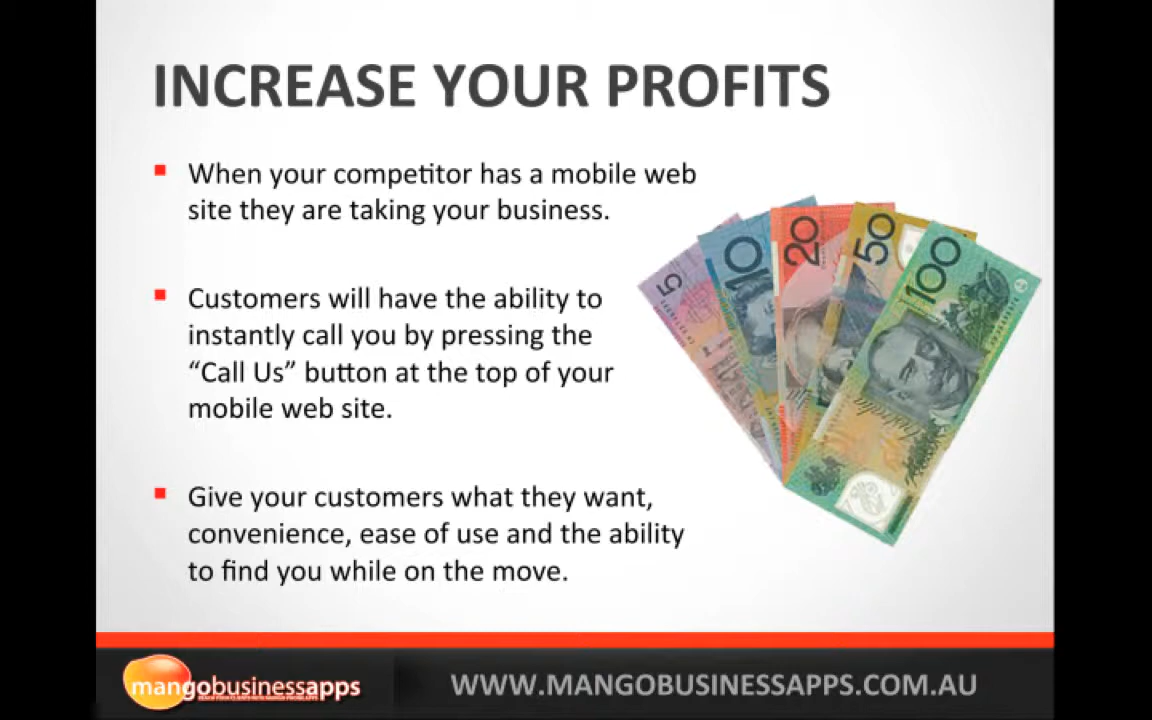 INCREASE YOUR PROFITS
When your competitor has a mobile web
site they are taking your business.
Customers will have the ability to
instantly call you by pressing the
“Call Us” button at the top of your
mobile web site.
Give your customers what they want,
convenience, ease of use and the ability
to find you while on the move.
5
10
20
50
100
Australia
mangobusinessapps
WWW.MANGOBUSINESSAPPS.COM.AU